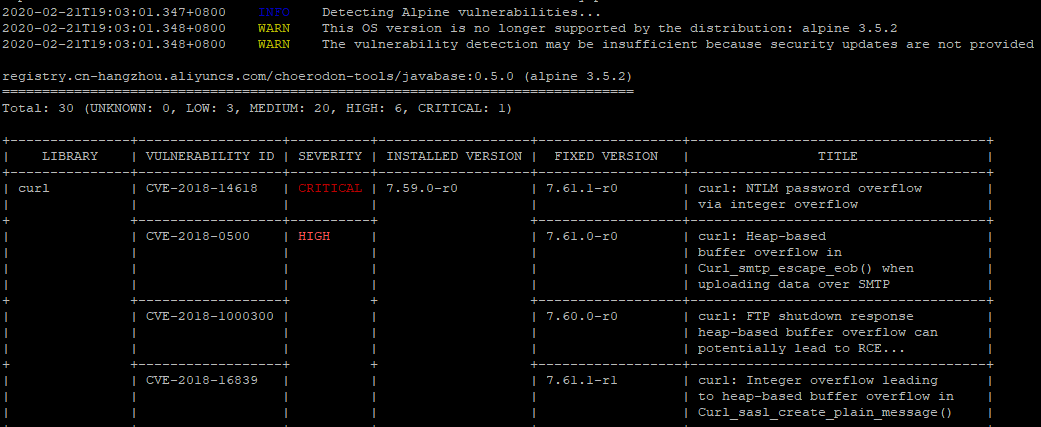 2020-02-21T19:03:01.347+0800 INFO Detecting Alpine vulnerabilities...
2020-02-21T19:03:01.348+0800 WARN This OS version is no longer supported by the distribution: alpine 3.5.2
2020-02-21T19:03:01.348+0800 WARN The vulnerability detection may be insufficient because security updates are not provided
registry.cn-hangzhou.aliyuncs.com/choerodon-tools/javabase:0.5.0 (alpine 3.5.2)
===============================================================================
Total: 30 (UNKNOWN: 0, LOW: 3, MEDIUM: 20, HIGH: 6, CRITICAL: 1)
LIBRARY | VULNERABILITY ID | SEVERITY | INSTALLED VERSION | FIXED VERSION | TITLE
curl | CVE-2018-14618 | CRITICAL | 7.59.0-r0 | 7.61.1-r0 | curl: NTLM password overflow
via integer overflow
CVE-2018-0500 | HIGH | 7.61.0-r0 | curl: Heap-based
buffer overflow in
Curl_smtp_escape_eob() when
uploading data over SMTP
CVE-2018-1000300 | 7.60.0-r0 | curl: FTP shutdown response
heap-based buffer overflow can
potentially lead to RCE...
CVE-2018-16839 | 7.61.1-r1 | curl: Integer overflow leading
to heap-based buffer overflow in
Curl_sasl_create_plain_message()